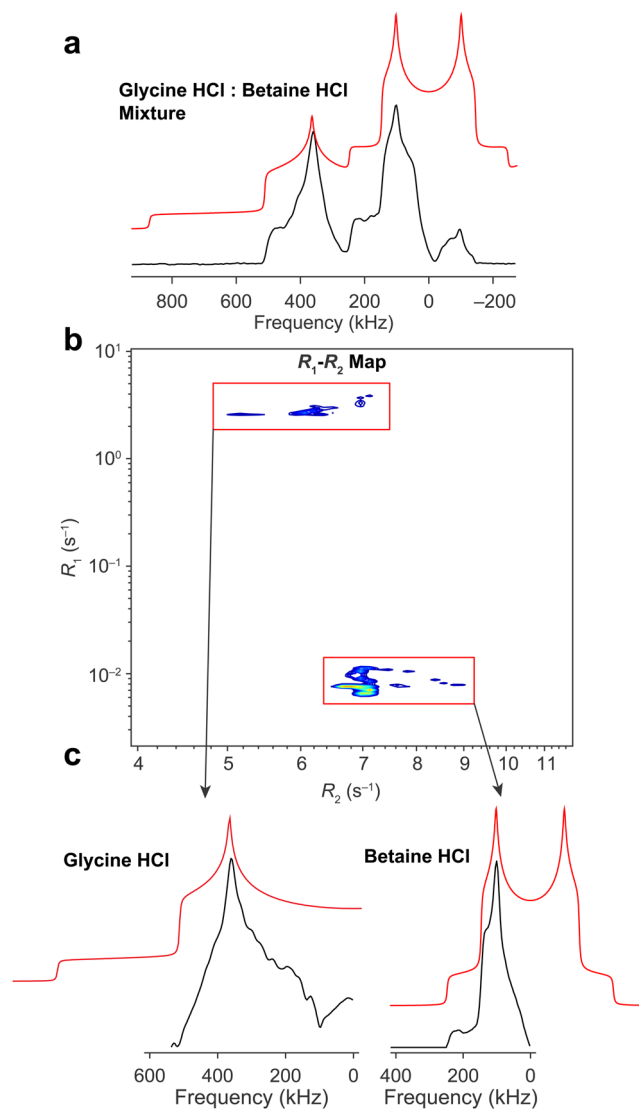 a
Glycine HCl : Betaine HCl
Mixture
800 600 400 200 0 −200
Frequency (kHz)
b
R₁-R₂ Map
10¹
10⁰
10⁻¹
10⁻²
R₁ (s⁻¹)
4 5 6 7 8 9 10 11
R₂ (s⁻¹)
c
Glycine HCl
Betaine HCl
600 400 200 0
Frequency (kHz)
400 200 0
Frequency (kHz)